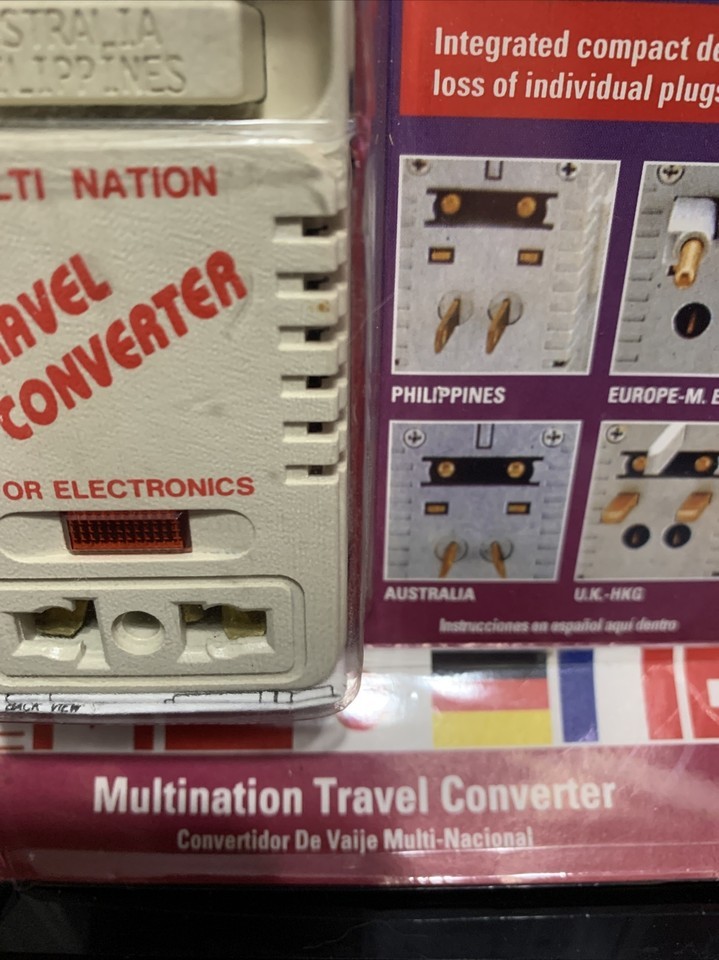 STRALIA
ILIPPINES
LTI NATION
AVEL
CONVERTER
OR ELECTRONICS
BACK VIEW
Integrated compact de
loss of individual plugs
PHILIPPINES
EUROPE-M. E
AUSTRALIA
U.K.-HKG
Instrucciones en español aquí dentro
Multination Travel Converter
Convertidor De Vaije Multi-Nacional